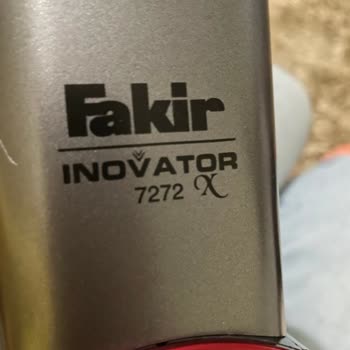 Fakir
INOVATOR
7272 X